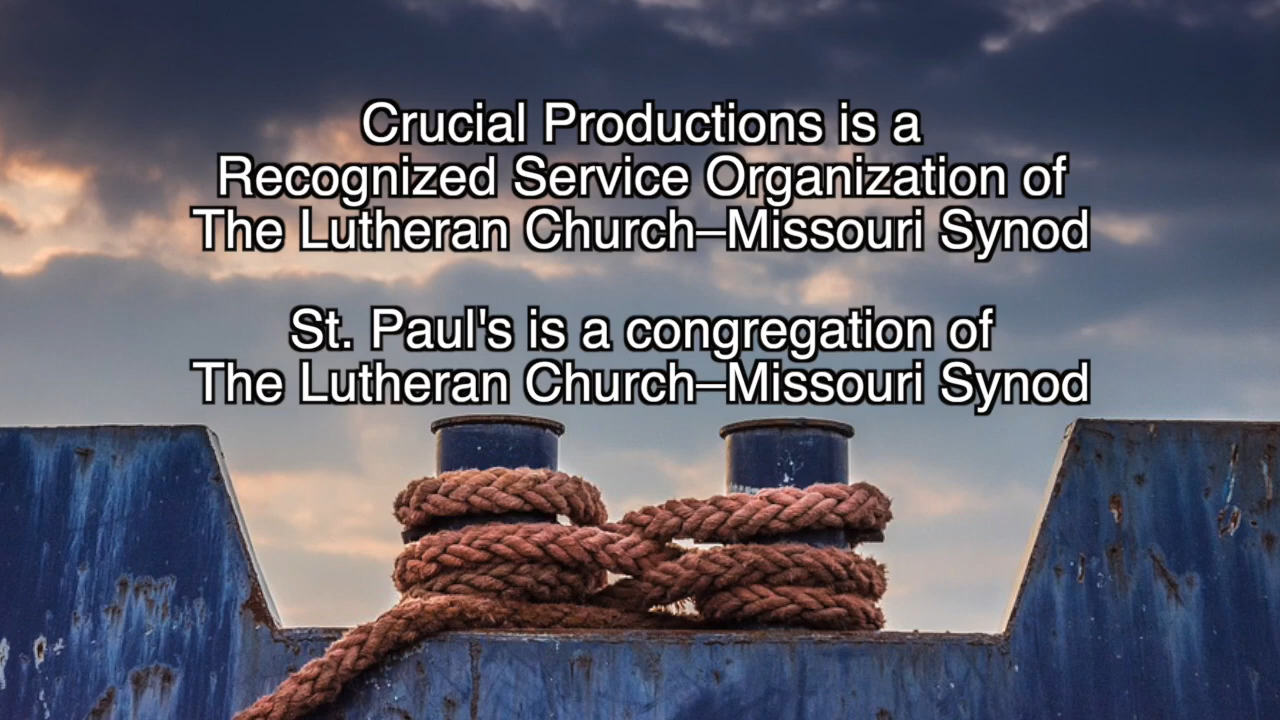 Crucial Productions is a
Recognized Service Organization of
The Lutheran Church–Missouri Synod
St. Paul's is a congregation of
The Lutheran Church–Missouri Synod